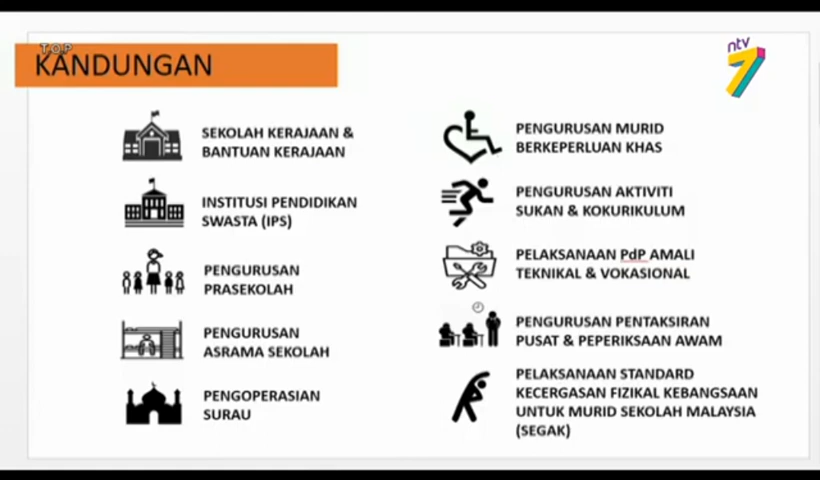 TOP
KANDUNGAN
ntv
7
SEKOLAH KERAJAAN &
BANTUAN KERAJAAN
INSTITUSI PENDIDIKAN
SWASTA (IPS)
PENGURUSAN
PRASEKOLAH
PENGURUSAN
ASRAMA SEKOLAH
PENGOPERASIAN
SURAU
PENGURUSAN MURID
BERKEPERLUAN KHAS
PENGURUSAN AKTIVITI
SUKAN & KOKURIKULUM
PELAKSANAAN PdP AMALI
TEKNIKAL & VOKASIONAL
PENGURUSAN PENTAKSIRAN
PUSAT & PEPERIKSAAN AWAM
PELAKSANAAN STANDARD
KECERGASAN FIZIKAL KEBANGSAAN
UNTUK MURID SEKOLAH MALAYSIA
(SEGAK)